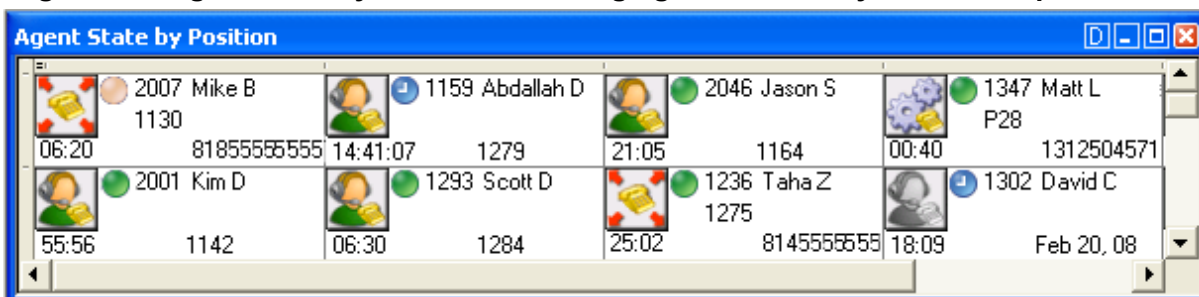 Agent State by Position
D
2007 Mike B
1130
06:20 81855555555
1159 Abdallah D
14:41:07 1279
2046 Jason S
21:05 1164
1347 Matt L
P28
00:40 1312504571
2001 Kim D
55:56 1142
1293 Scott D
06:30 1284
1236 Taha Z
1275
25:02 8145555555
1302 David C
18:09 Feb 20, 08